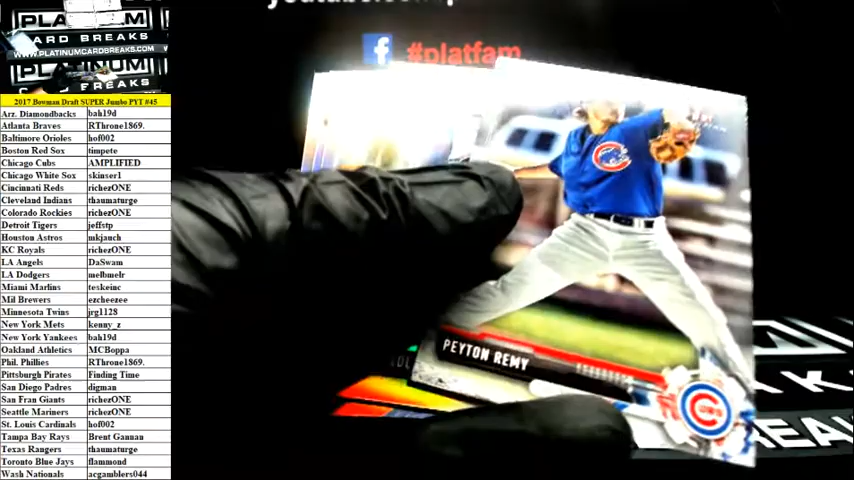 PLATINUM
CARD BREAKS
WWW.PLATINUMCARDBREAKS.COM
PLATINUM
BREAKS
#platfam
2017 Bowman Draft SUPER Jumbo PYT #45
Arz. Diamondbacks bah19d
Atlanta Braves RThrone1869.
Baltimore Orioles hof002
Boston Red Sox timpete
Chicago Cubs AMPLIFIED
Chicago White Sox skinser1
Cincinnati Reds richezONE
Cleveland Indians thaumaturge
Colorado Rockies richezONE
Detroit Tigers jeffstp
Houston Astros mkjauch
KC Royals richezONE
LA Angels DaSwam
LA Dodgers melbmelr
Miami Marlins teskeinc
Mil Brewers ezcheezee
Minnesota Twins jrg1128
New York Mets kenny_z
New York Yankees bah19d
Oakland Athletics MCBoppa
Phil. Phillies RThrone1869.
Pittsburgh Pirates Finding Time
San Diego Padres digman
San Fran Giants richezONE
Seattle Mariners richezONE
St. Louis Cardinals hof002
Tampa Bay Rays Brent Gannan
Texas Rangers thaumaturge
Toronto Blue Jays flammond
Wash Nationals acgamblers044
PEYTON REMY
CUBS